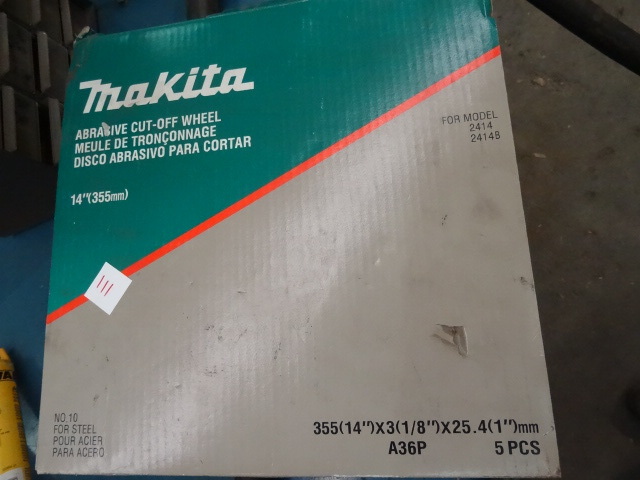 Makita
ABRASIVE CUT-OFF WHEEL
MEULE DE TRONÇONNAGE
DISCO ABRASIVO PARA CORTAR
14"(355mm)
FOR MODEL
2414
2414B
111
NO.10
FOR STEEL
POUR ACIER
PARA ACERO
355(14")X3(1/8")X25.4(1")mm
A36P 5 PCS